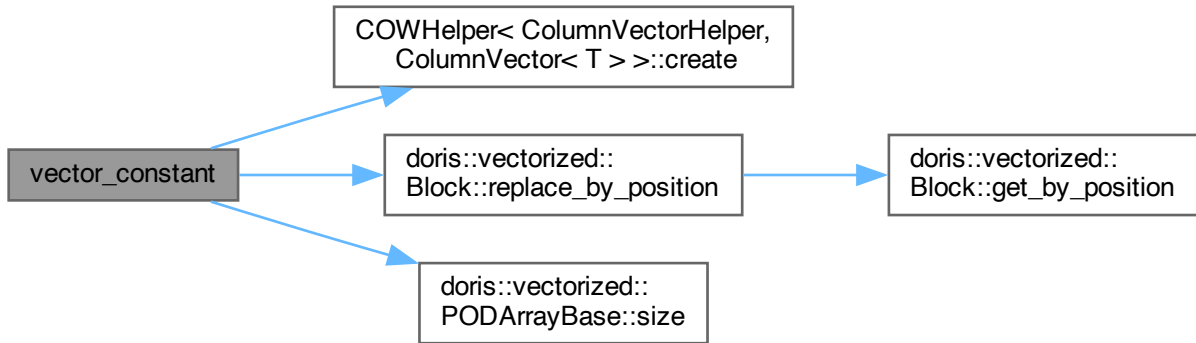 COWHelper< ColumnVectorHelper,
ColumnVector< T > >::create
vector_constant
doris::vectorized::
Block::replace_by_position
doris::vectorized::
Block::get_by_position
doris::vectorized::
PODArrayBase::size